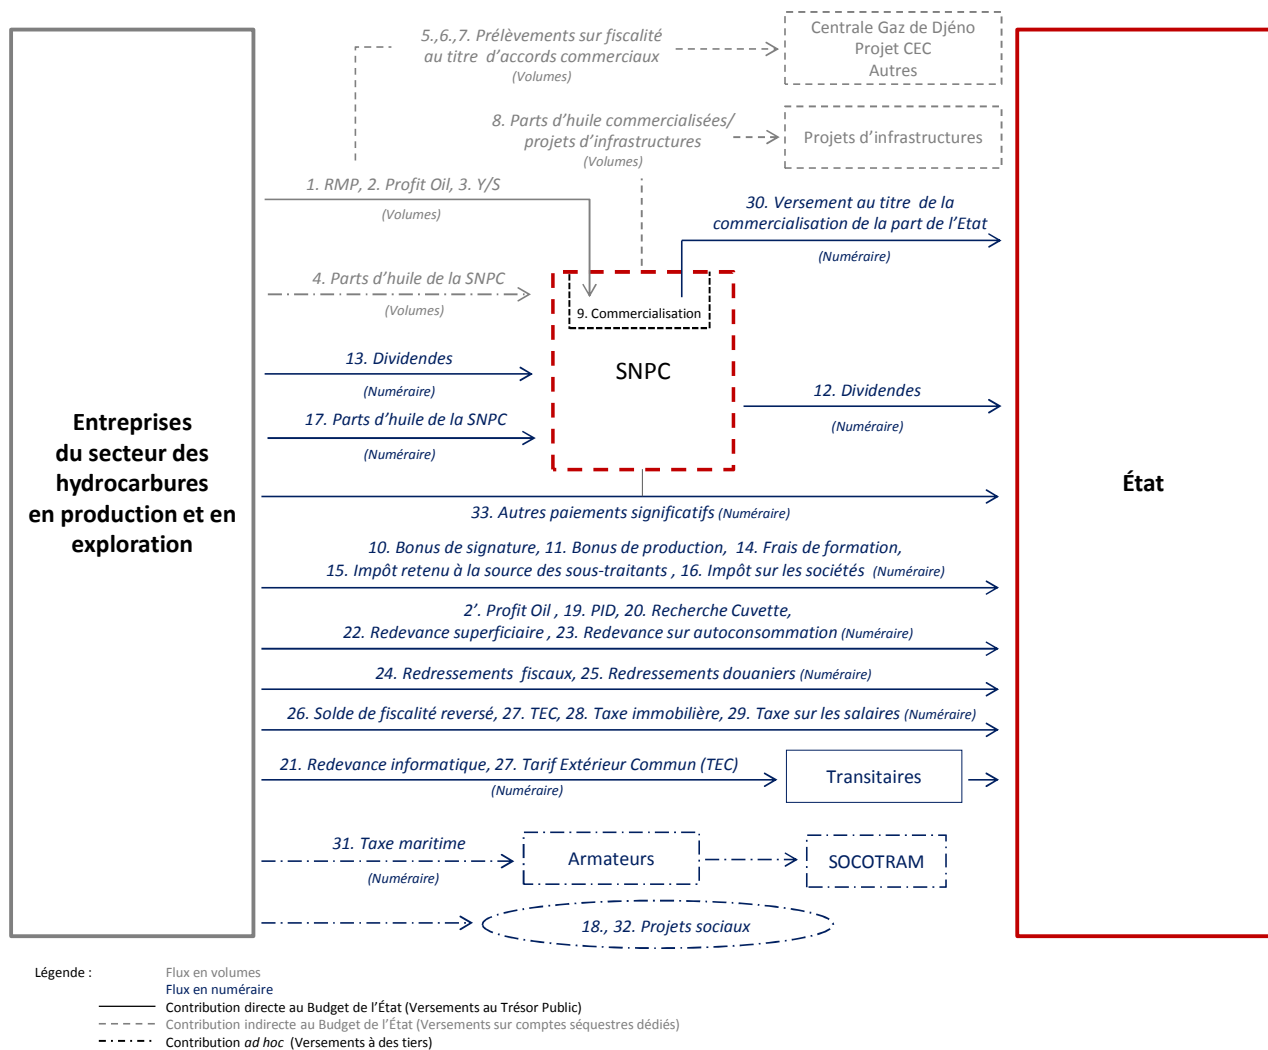 5.,6.,7. Prélèvements sur fiscalité
au titre d’accords commerciaux
(Volumes)
Centrale Gaz de Djéno
Projet CEC
Autres
8. Parts d’huile commercialisées/
projets d’infrastructures
(Volumes)
Projets d’infrastructures
1. RMP, 2. Profit Oil, 3. Y/S
(Volumes)
30. Versement au titre de la
commercialisation de la part de l’Etat
(Numéraire)
4. Parts d’huile de la SNPC
(Volumes)
9. Commercialisation
SNPC
13. Dividendes
(Numéraire)
12. Dividendes
(Numéraire)
17. Parts d’huile de la SNPC
(Numéraire)
Entreprises
du secteur des
hydrocarbures
en production et en
exploration
État
33. Autres paiements significatifs (Numéraire)
10. Bonus de signature, 11. Bonus de production, 14. Frais de formation,
15. Impôt retenu à la source des sous-traitants , 16. Impôt sur les sociétés (Numéraire)
2’. Profit Oil , 19. PID, 20. Recherche Cuvette,
22. Redevance superficiaire , 23. Redevance sur autoconsommation (Numéraire)
24. Redressements fiscaux, 25. Redressements douaniers (Numéraire)
26. Solde de fiscalité reversé, 27. TEC, 28. Taxe immobilière, 29. Taxe sur les salaires (Numéraire)
21. Redevance informatique, 27. Tarif Extérieur Commun (TEC)
(Numéraire)
Transitaires
31. Taxe maritime
(Numéraire)
Armateurs
SOCOTRAM
18., 32. Projets sociaux
Légende :
Flux en volumes
Flux en numéraire
Contribution directe au Budget de l’État (Versements au Trésor Public)
Contribution indirecte au Budget de l’État (Versements sur comptes séquestres dédiés)
Contribution ad hoc (Versements à des tiers)